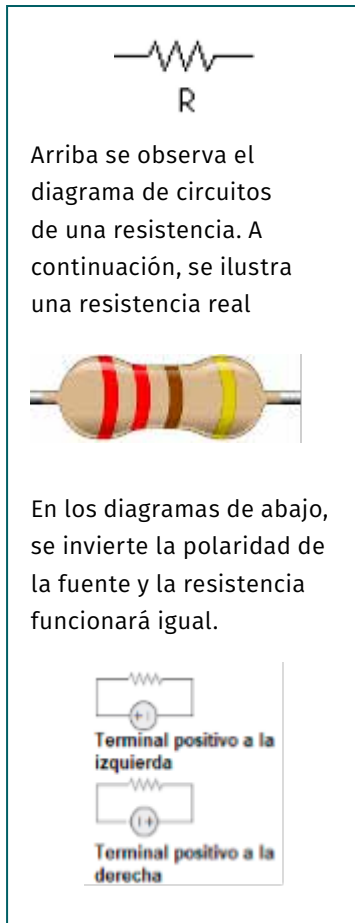 R
Arriba se observa el
diagrama de circuitos
de una resistencia. A
continuación, se ilustra
una resistencia real
En los diagramas de abajo,
se invierte la polaridad de
la fuente y la resistencia
funcionará igual.
Terminal positivo a la
izquierda
Terminal positivo a la
derecha